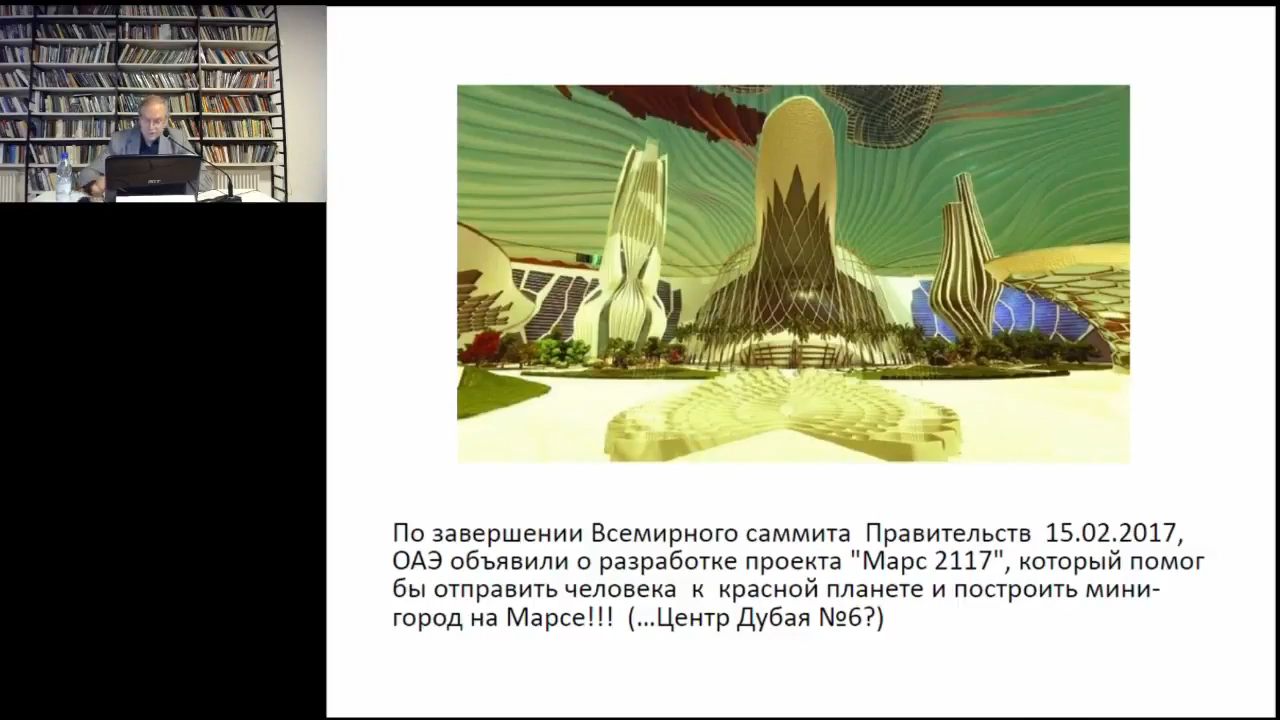 По завершении Всемирного саммита Правительств 15.02.2017,
ОАЭ объявили о разработке проекта "Марс 2117", который помог
бы отправить человека к красной планете и построить мини-
город на Марсе!!! (...Центр Дубая №6?)